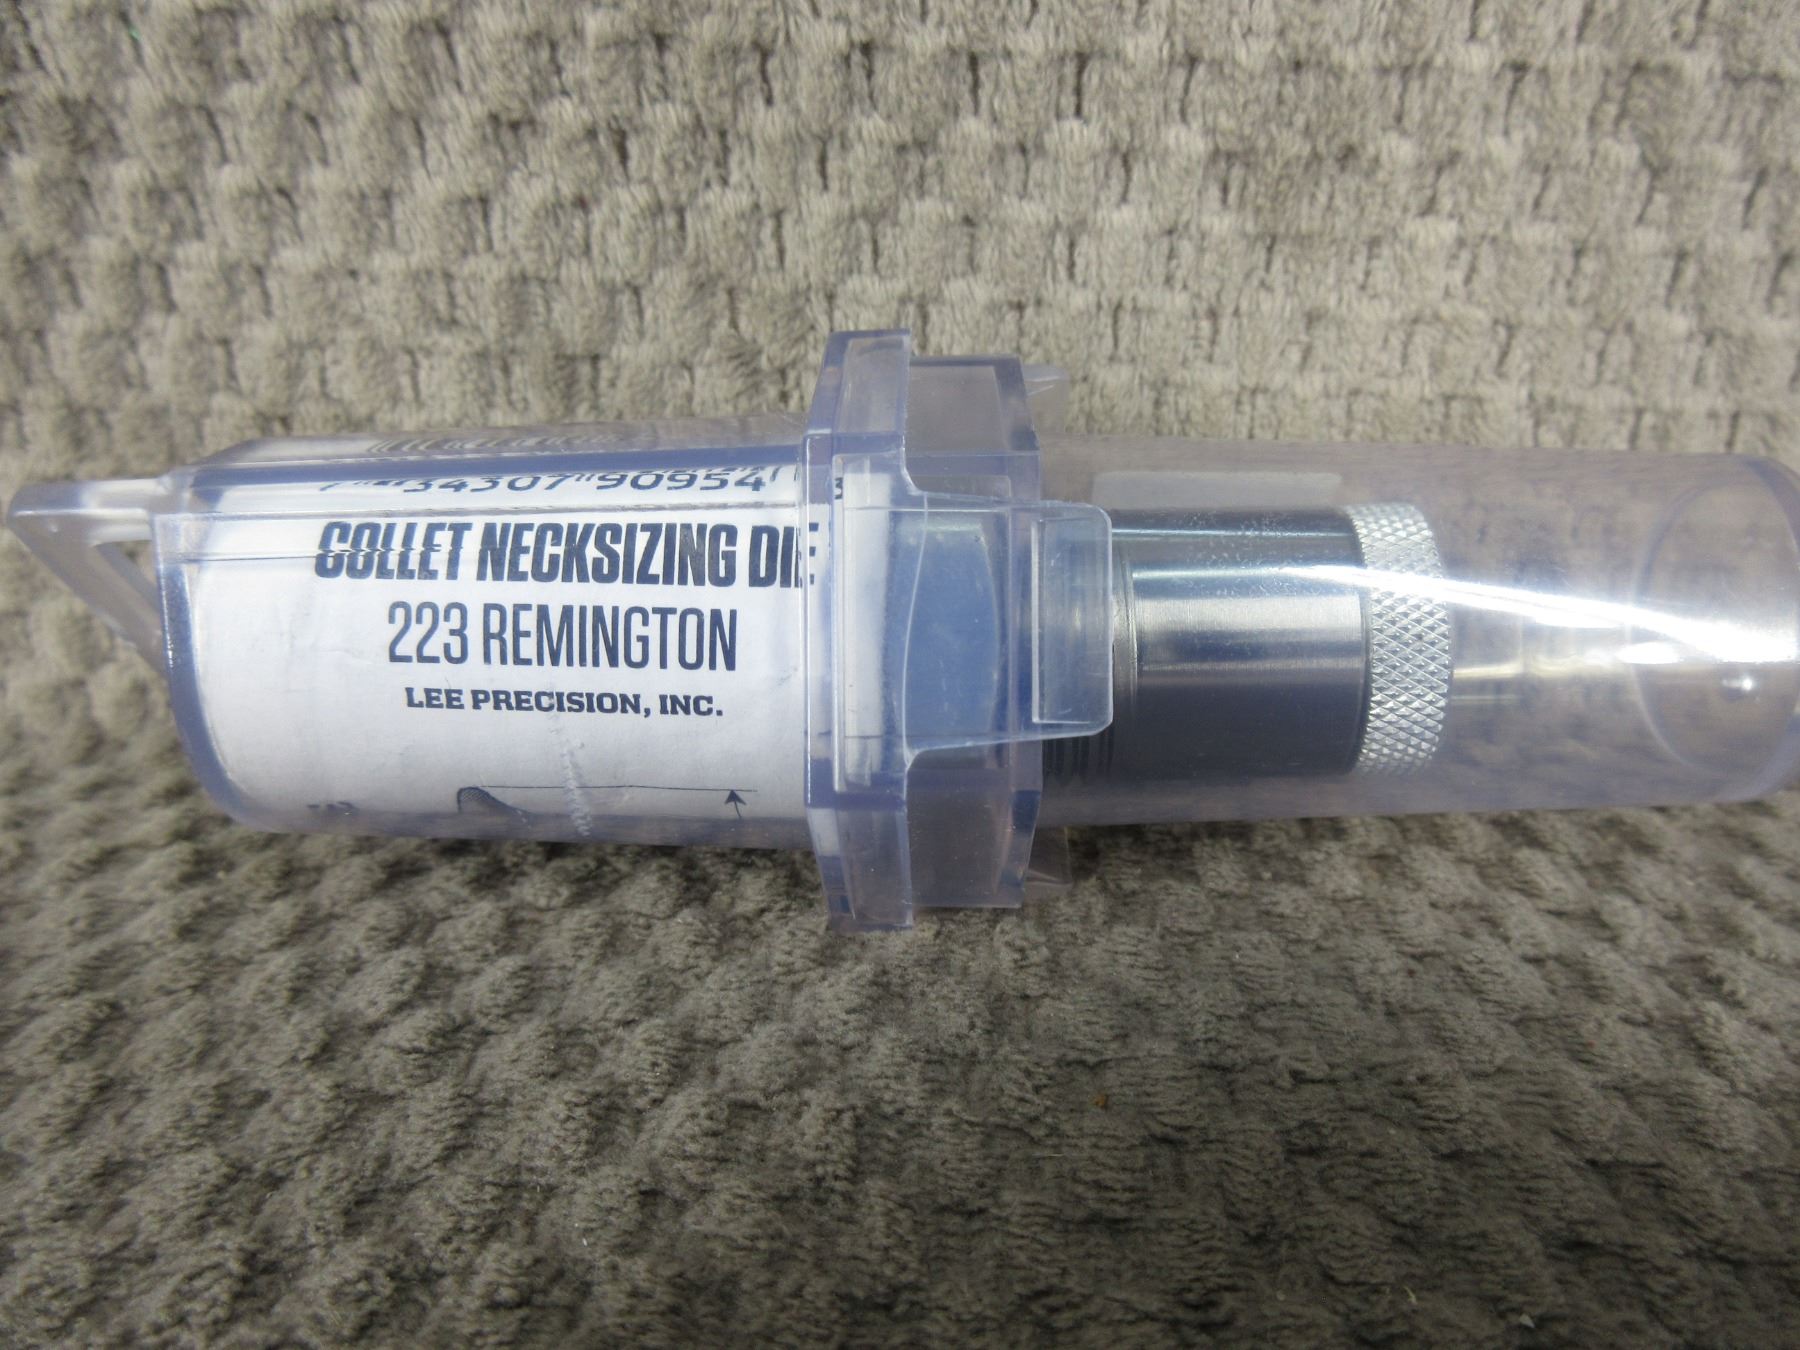 34307 90954
COLLET NECKSIZING DIE
223 REMINGTON
LEE PRECISION, INC.